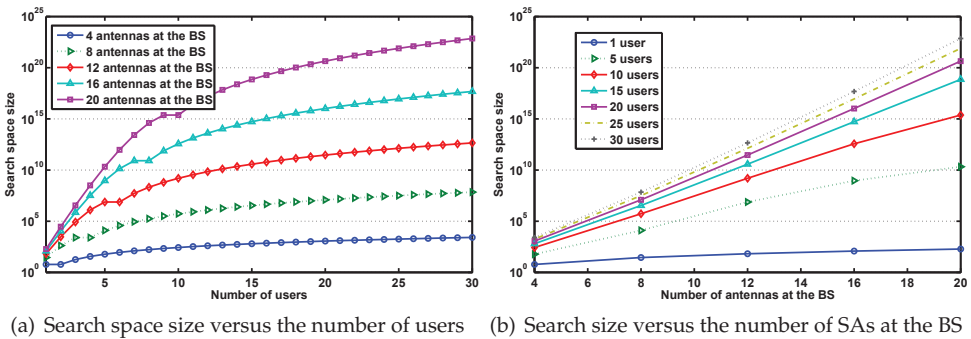 10^25
10^20
10^15
10^10
10^5
10^0
Search space size
4 antennas at the BS
8 antennas at the BS
12 antennas at the BS
16 antennas at the BS
20 antennas at the BS
5 10 15 20 25 30
Number of users
(a) Search space size versus the number of users
10^25
10^20
10^15
10^10
10^5
10^0
Search space size
1 user
5 users
10 users
15 users
20 users
25 users
30 users
4 6 8 10 12 14 16 18 20
Number of antennas at the BS
(b) Search size versus the number of SAs at the BS